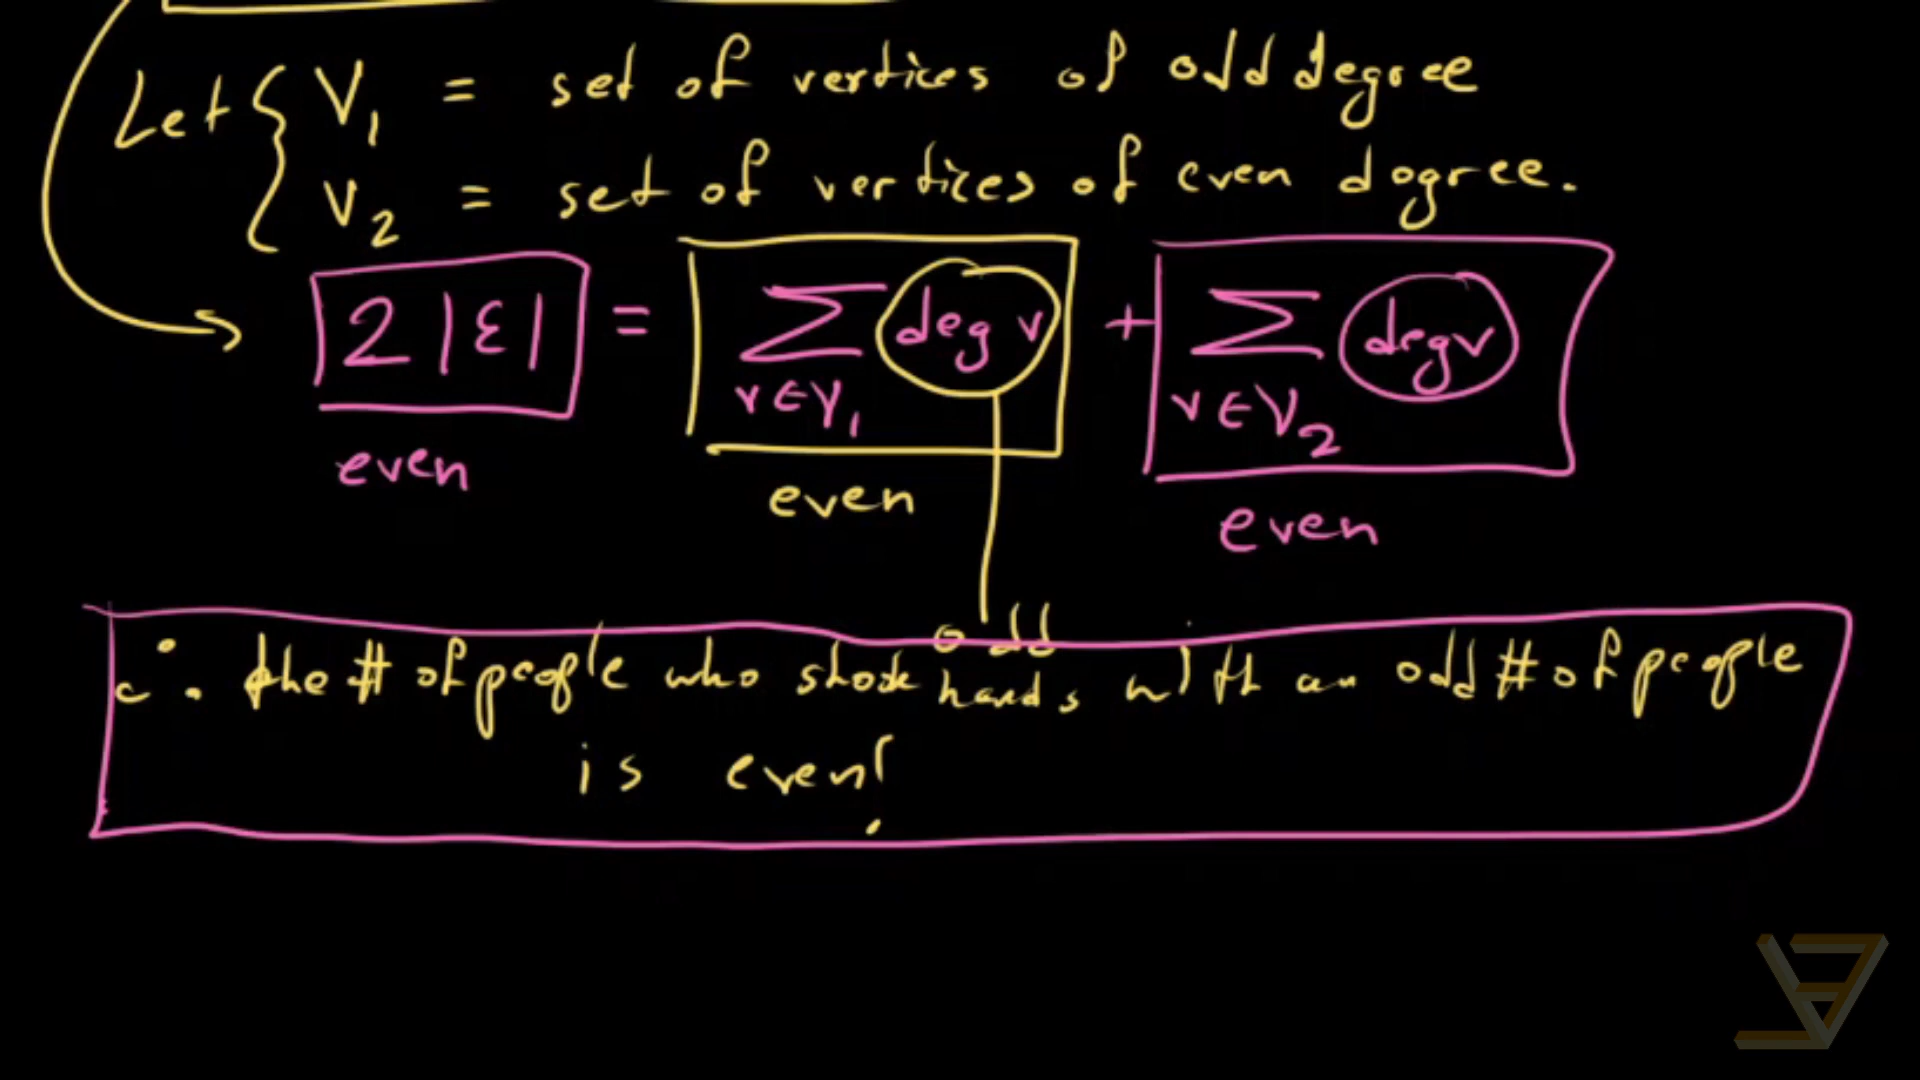 Let { V₁ = set of vertices of odd degree
V₂ = set of vertices of even dogree.
2|ε| = Σ deg v + Σ deg v
v∈V₁ v∈V₂
even even even
odd
∴ the # of people who shook hands with an odd # of people
is even!